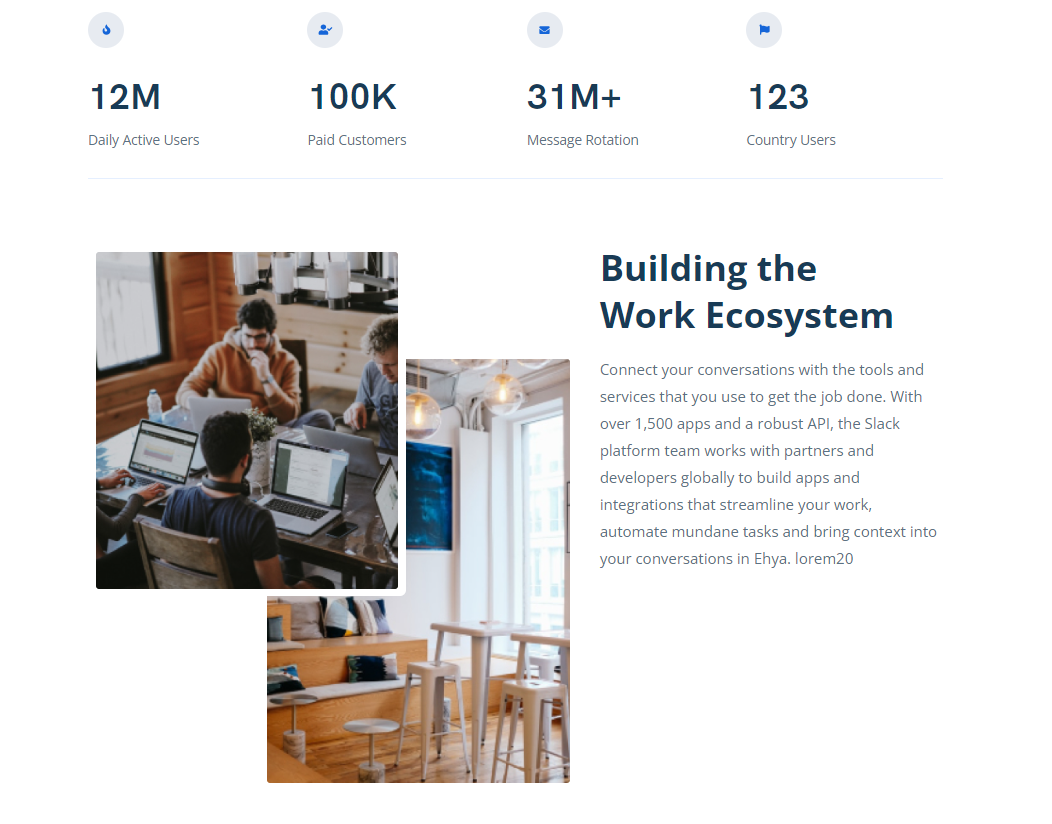 12M
100K
31M+
123
Daily Active Users
Paid Customers
Message Rotation
Country Users
Building the
Work Ecosystem
Connect your conversations with the tools and
services that you use to get the job done. With
over 1,500 apps and a robust API, the Slack
platform team works with partners and
developers globally to build apps and
integrations that streamline your work,
automate mundane tasks and bring context into
your conversations in Ehya. lorem20